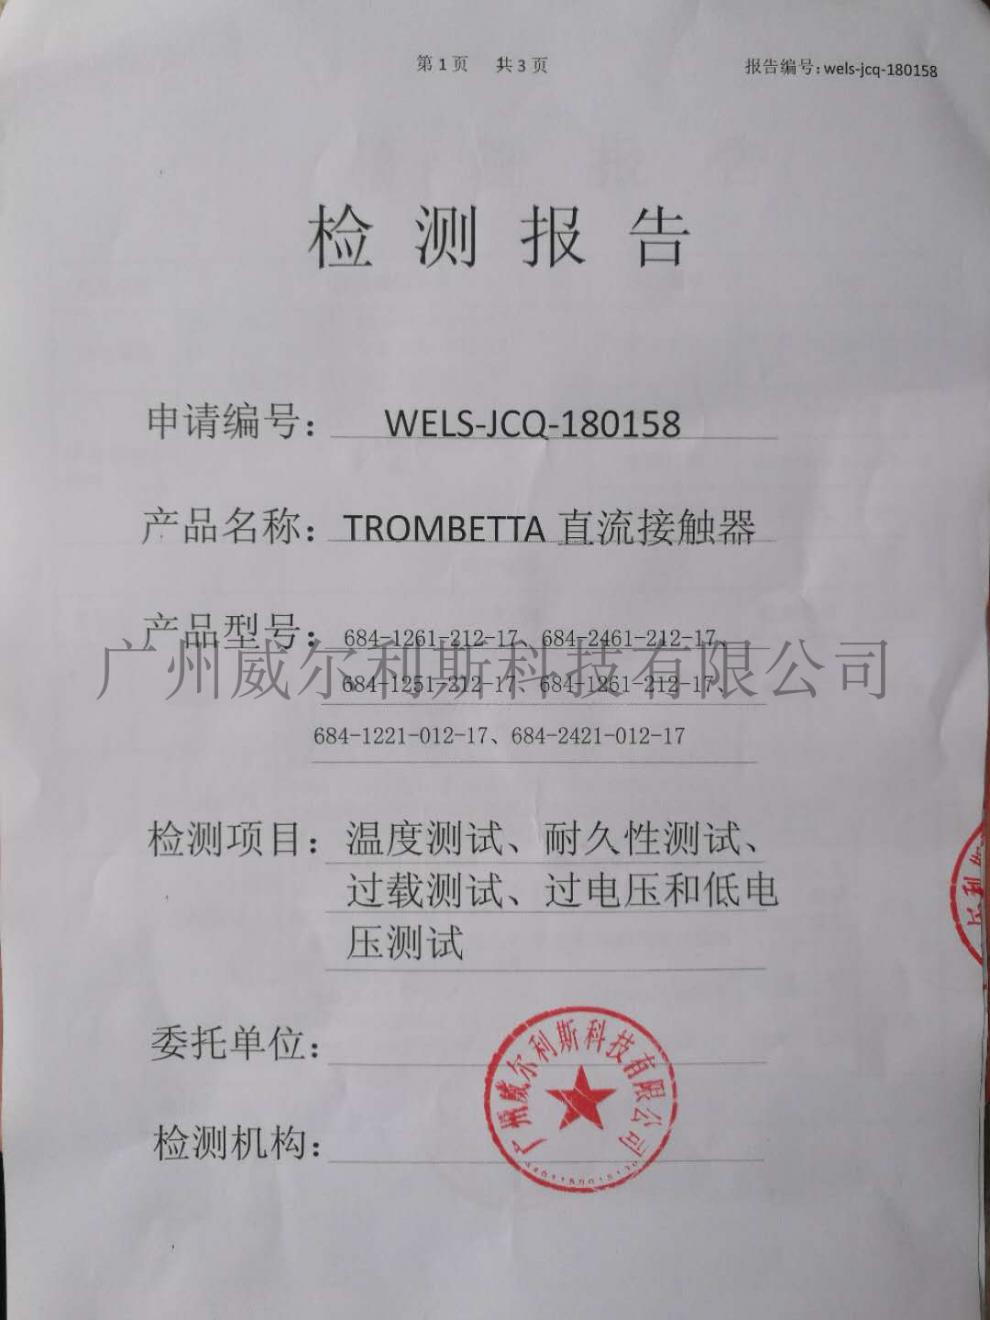 第1页 共3页 报告编号:wels-jcq-180158
检测报告
申请编号: WELS-JCQ-180158
产品名称: TROMBETTA 直流接触器
产品型号: 684-1261-212-17、684-2461-212-17、
广州威尔利斯科技有限公司
684-1251-212-17、684-1261-212-17、
684-1221-012-17、684-2421-012-17
检测项目: 温度测试、耐久性测试、
过载测试、过电压和低电
压测试
委托单位:
广州威尔利斯科技有限公司
检测机构: